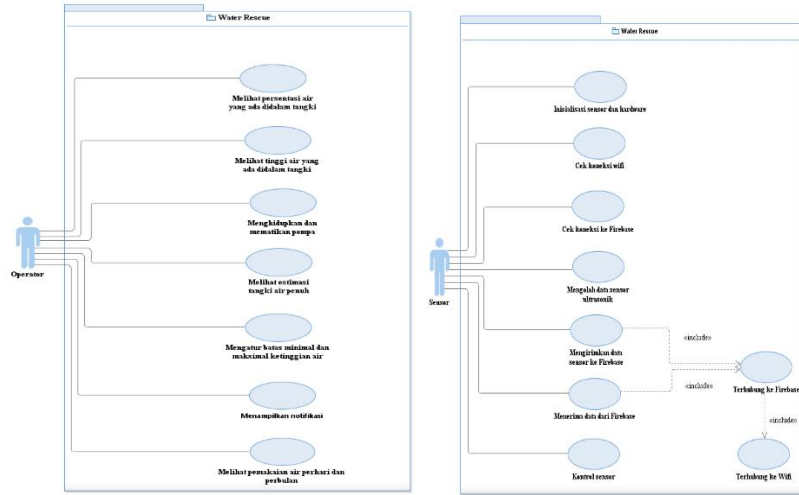 Water Rescue
Melihat persentasi air
yang ada didalam tangki
Melihat tinggi air yang
ada didalam tangki
Menghidupkan dan
mematikan pompa
Operator
Melihat estimasi
tangki air penuh
Mengatur batas minimal dan
maksimal ketinggian air
Menampilkan notifikasi
Melihat pemakaian air perhari dan
perbulan
Water Rescue
Inisialisasi sensor dan hardware
Cek koneksi wifi
Cek koneksi ke Firebase
Sensor
Mengolah data sensor
ultrasonik
Mengirimkan data
sensor ke Firebase
«include»
Terhubung ke Firebase
«include»
Menerima data dari Firebase
«include»
Kontrol sensor
Terhubung ke Wifi